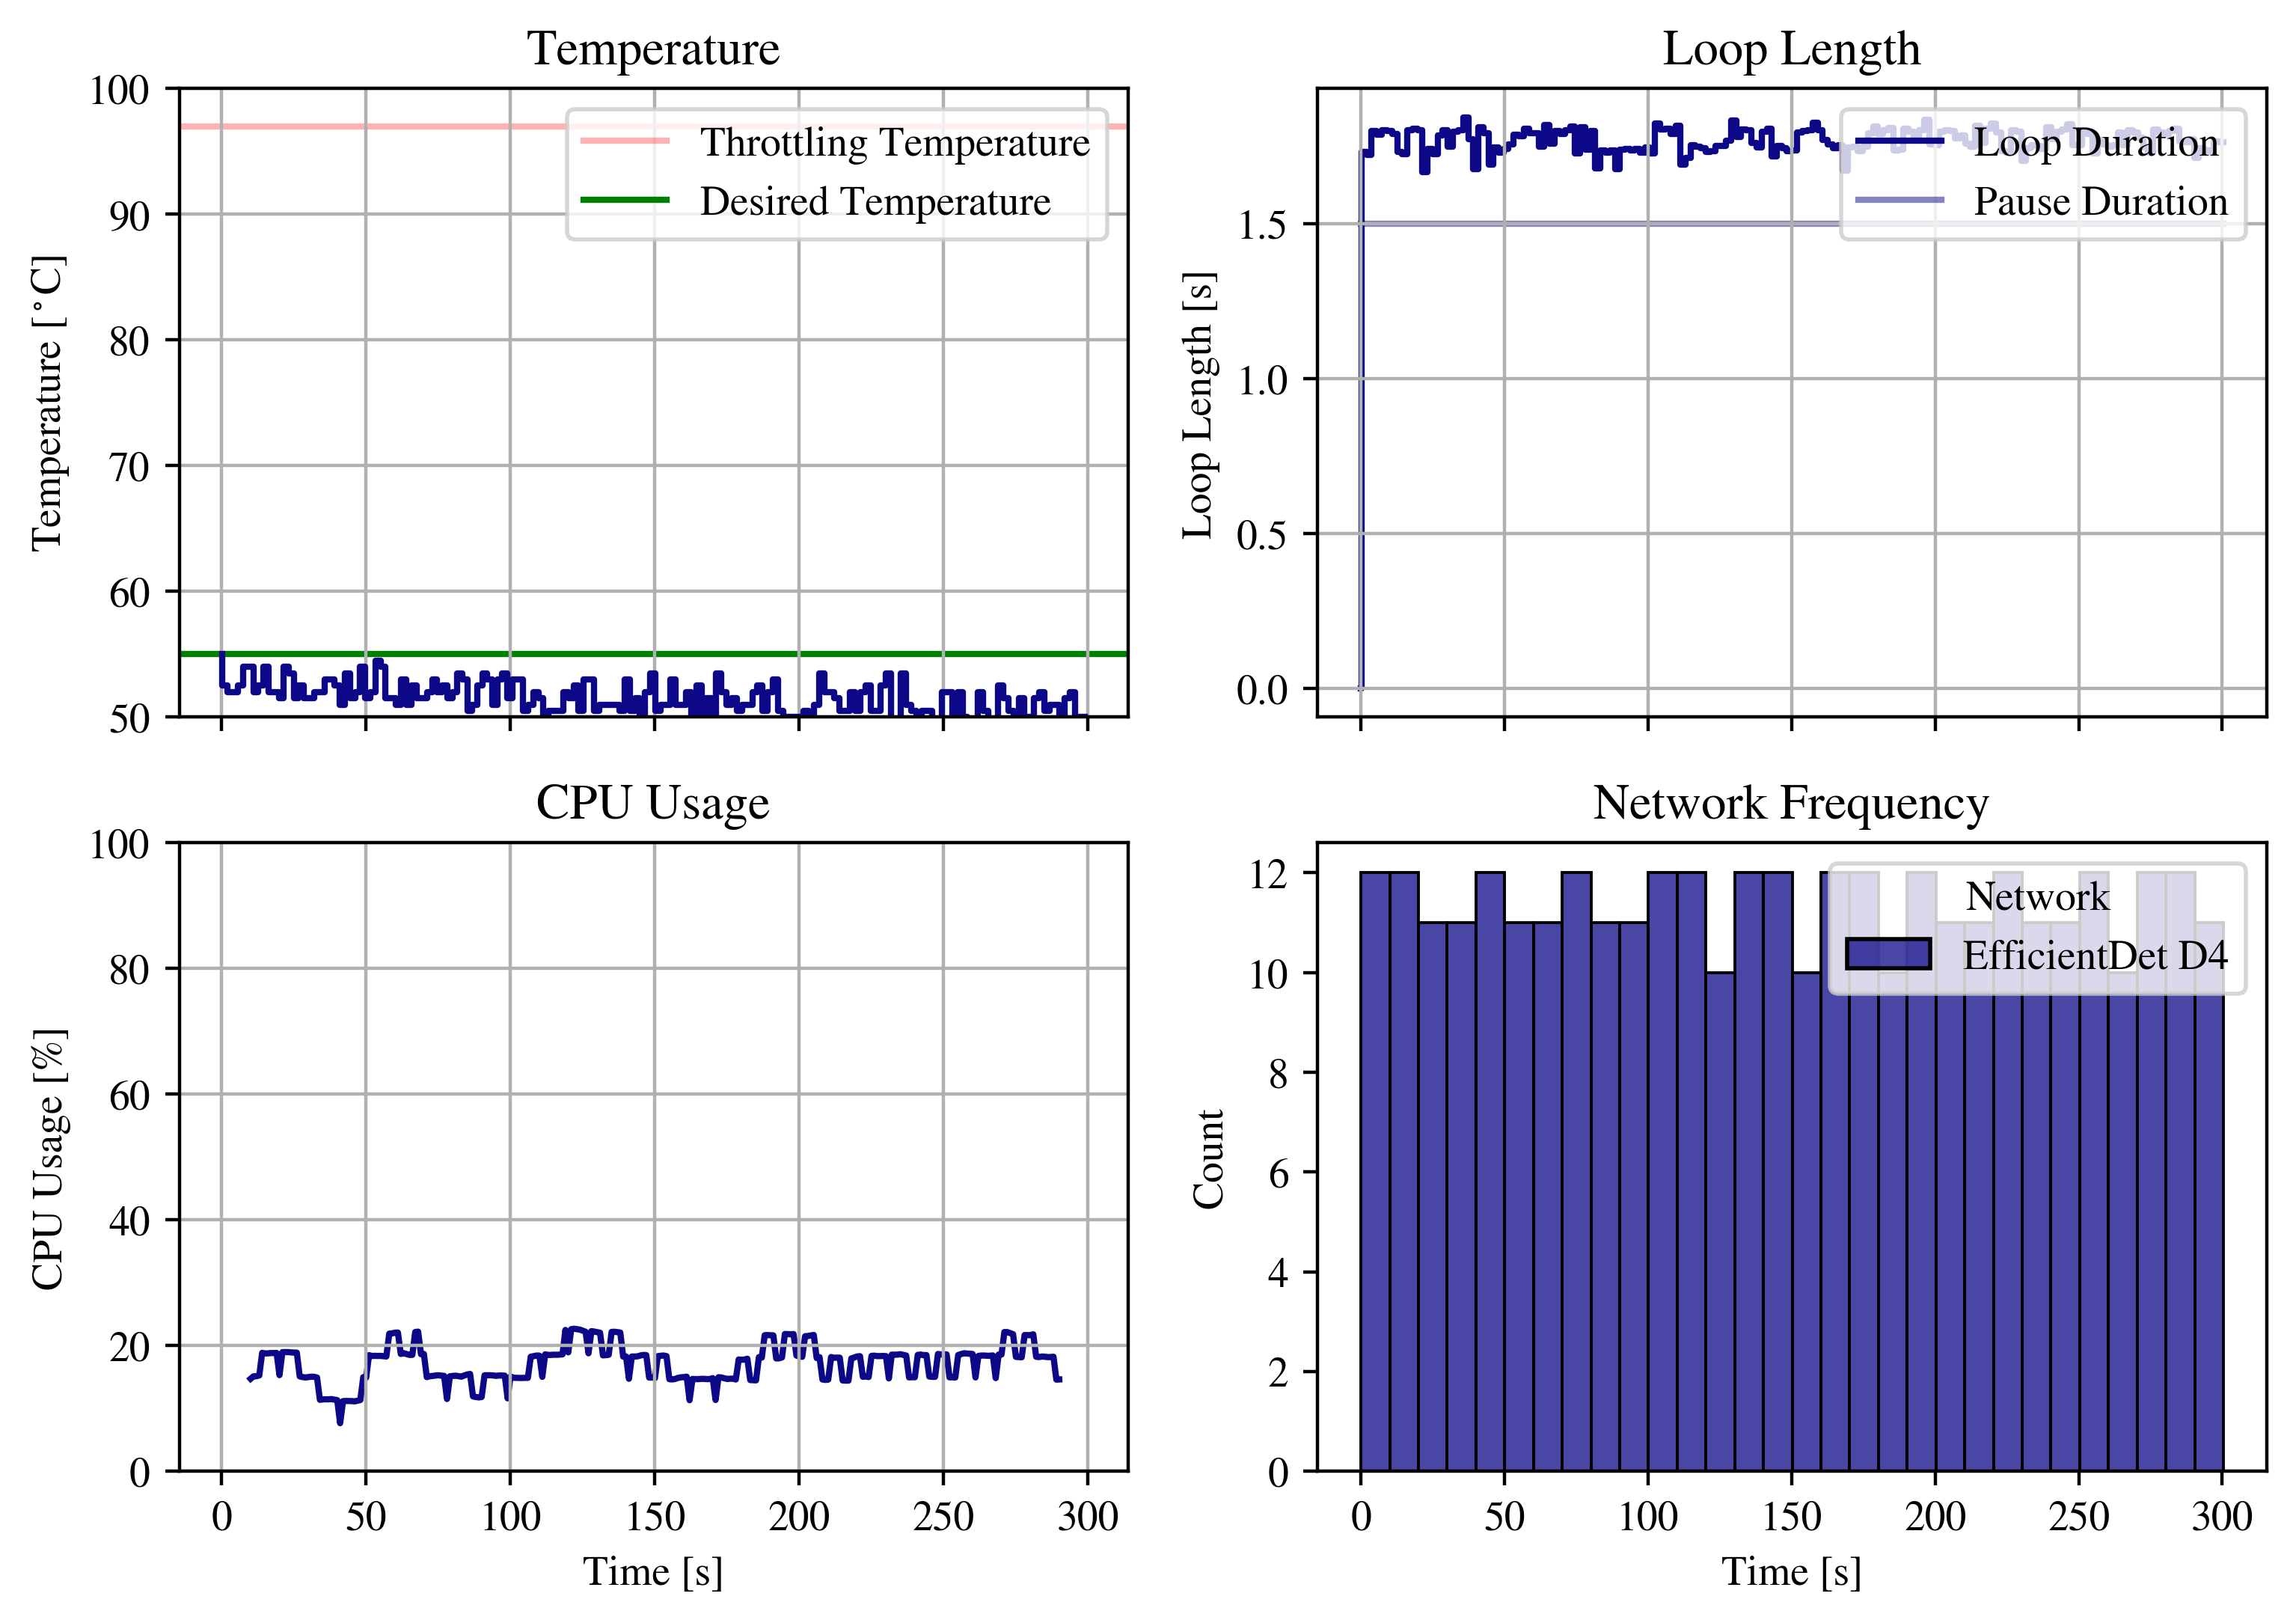 Temperature
100
90
80
70
60
50
Temperature [°C]
Throttling Temperature
Desired Temperature
Loop Length
1.5
1.0
0.5
0.0
Loop Length [s]
Loop Duration
Pause Duration
CPU Usage
100
80
60
40
20
0
CPU Usage [%]
0 50 100 150 200 250 300
Time [s]
Network Frequency
12
10
8
6
4
2
0
Count
Network
EfficientDet D4
0 50 100 150 200 250 300
Time [s]